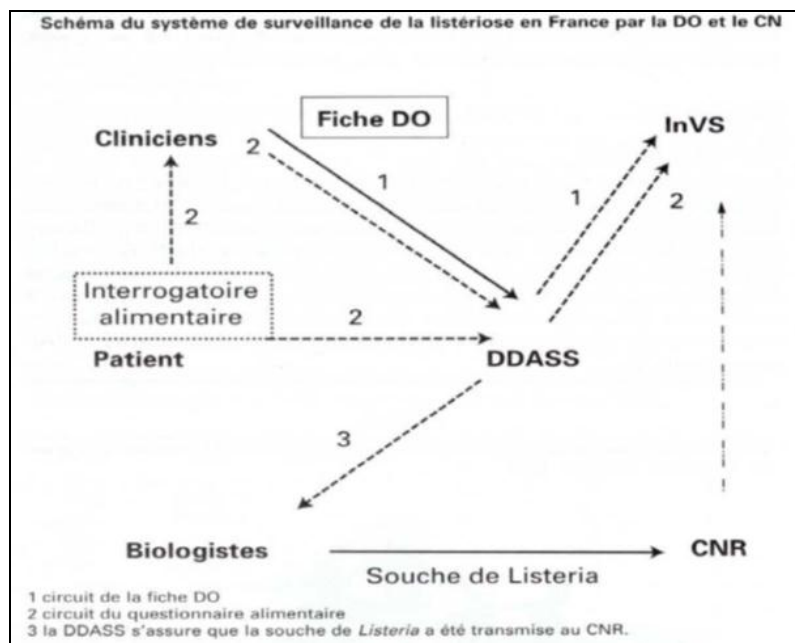 Schéma du système de surveillance de la listériose en France par la DO et le CN
Fiche DO
InVS
Cliniciens
2
1
1
2
2
Interrogatoire
alimentaire
2
Patient
DDASS
3
Biologistes
CNR
Souche de Listeria
1 circuit de la fiche DO
2 circuit du questionnaire alimentaire
3 la DDASS s'assure que la souche de Listeria a été transmise au CNR.